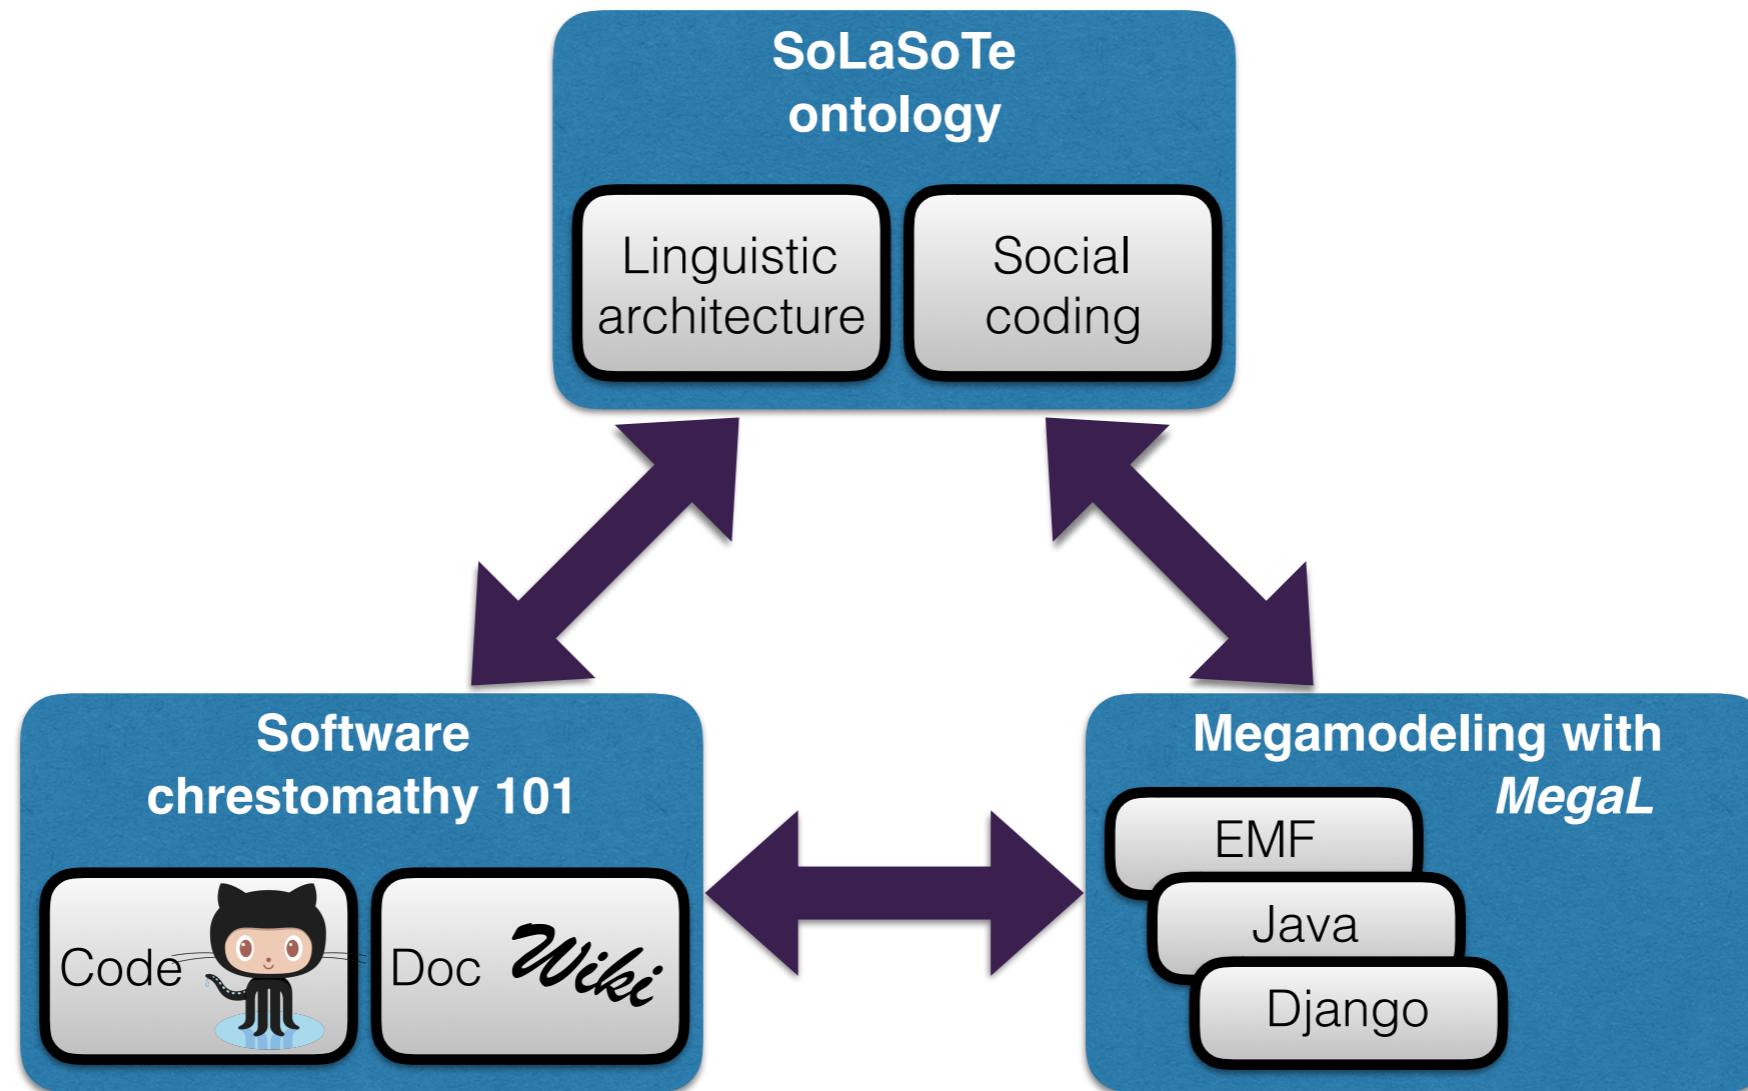 SoLaSoTe
ontology
Linguistic
architecture
Social
coding
Software
chrestomathy 101
Code
Doc Wiki
Megamodeling with
MegaL
EMF
Java
Django